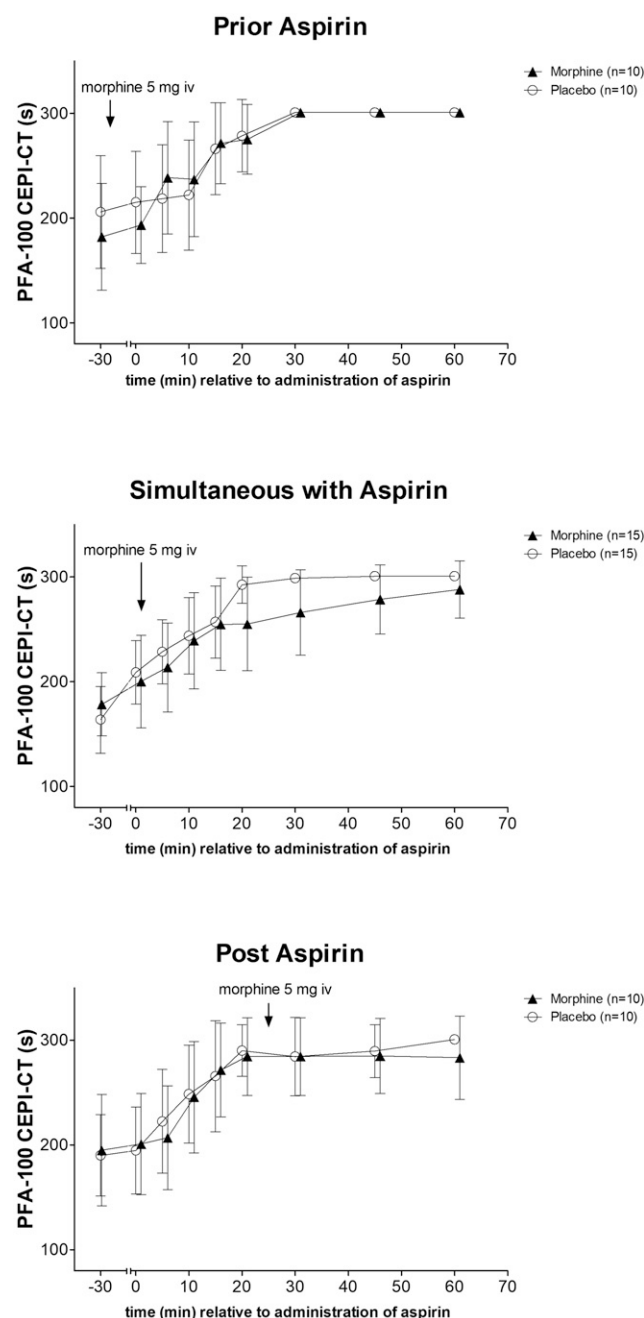 Prior Aspirin
morphine 5 mg iv
Morphine (n=10)
Placebo (n=10)
PFA-100 CEPI-CT (s)
300
200
100
-30 0 10 20 30 40 50 60 70
time (min) relative to administration of aspirin
Simultaneous with Aspirin
morphine 5 mg iv
Morphine (n=15)
Placebo (n=15)
PFA-100 CEPI-CT (s)
300
200
100
-30 0 10 20 30 40 50 60 70
time (min) relative to administration of aspirin
Post Aspirin
morphine 5 mg iv
Morphine (n=10)
Placebo (n=10)
PFA-100 CEPI-CT (s)
300
200
100
-30 0 10 20 30 40 50 60 70
time (min) relative to administration of aspirin